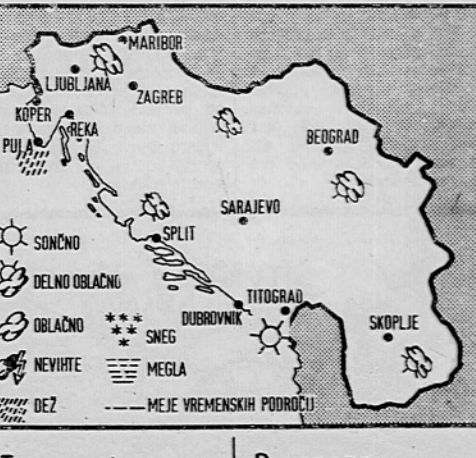 MARIBOR
LJUBLJANA
ZAGREB
KOPER
REKA
PULA
BEOGRAD
SARAJEVO
SPLIT
TITOGRAD
DUBROVNIK
SKOPLJE
SONČNO
DELNO OBLAČNO
OBLAČNO
SNEG
NEVIHTE
MEGLA
DEŽ
MEJE VREMENSKIH PODROČIJ